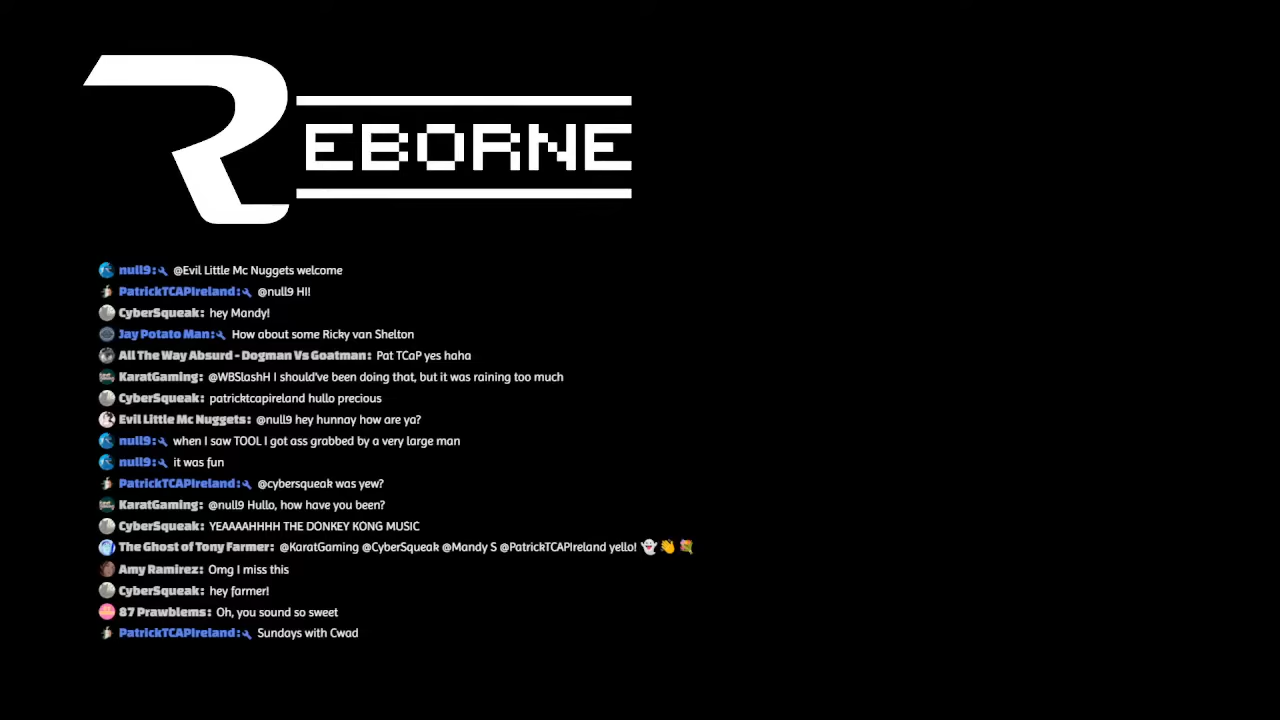 REBORNE
null9: @Evil Little Mc Nuggets welcome
PatrickTCAPIreland: @null9 HI!
CyberSqueak: hey Mandy!
Jay Potato Man: How about some Ricky van Shelton
All The Way Absurd - Dogman Vs Goatman: Pat TCaP yes haha
KaratGaming: @WBSlashH I should've been doing that, but it was raining too much
CyberSqueak: patricktcapireland hullo precious
Evil Little Mc Nuggets: @null9 hey hunnay how are ya?
null9: when I saw TOOL I got ass grabbed by a very large man
null9: it was fun
PatrickTCAPIreland: @cybersqueak was yew?
KaratGaming: @null9 Hullo, how have you been?
CyberSqueak: YEAAAAHHHH THE DONKEY KONG MUSIC
The Ghost of Tony Farmer: @KaratGaming @CyberSqueak @Mandy S @PatrickTCAPIreland yello! 👻 👋 💐
Amy Ramirez: Omg I miss this
CyberSqueak: hey farmer!
87 Prawblems: Oh, you sound so sweet
PatrickTCAPIreland: Sundays with Cwad